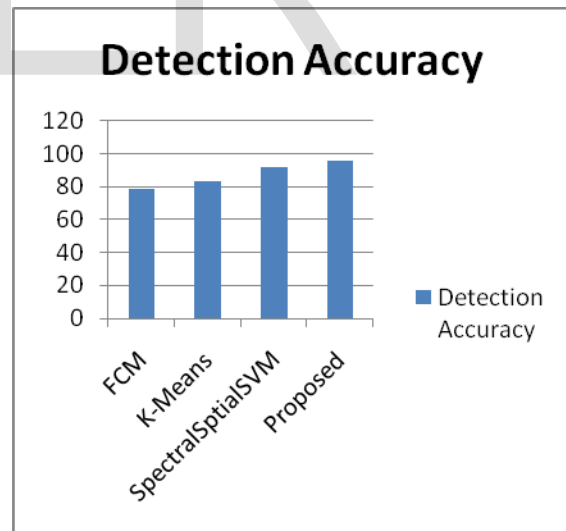 Detection Accuracy
120
100
80
60
40
20
0
FCM
K-Means
SpectralSptialSVM
Proposed
Detection
Accuracy